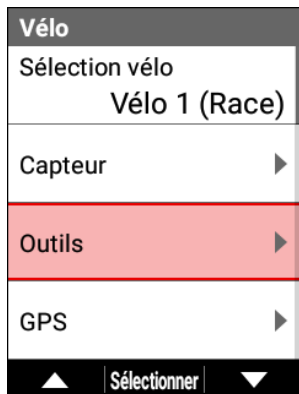 Vélo
Sélection vélo
Vélo 1 (Race)
Capteur
Outils
GPS
Sélectionner